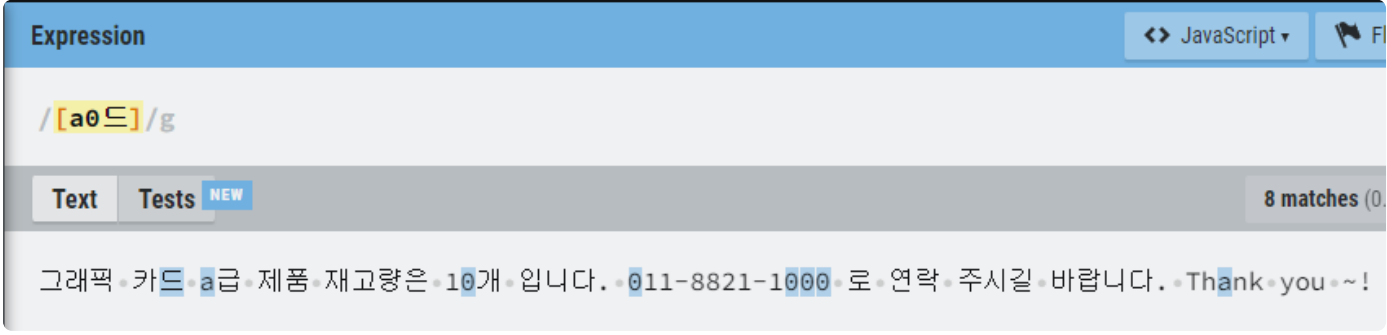 Expression
<> JavaScript ▾
Fl
/[a0드]/g
Text
Tests
NEW
8 matches (0.
그래픽 카드 a급 제품 재고량은 10개 입니다. 011-8821-1000 로 연락 주시길 바랍니다. Thank you ~!